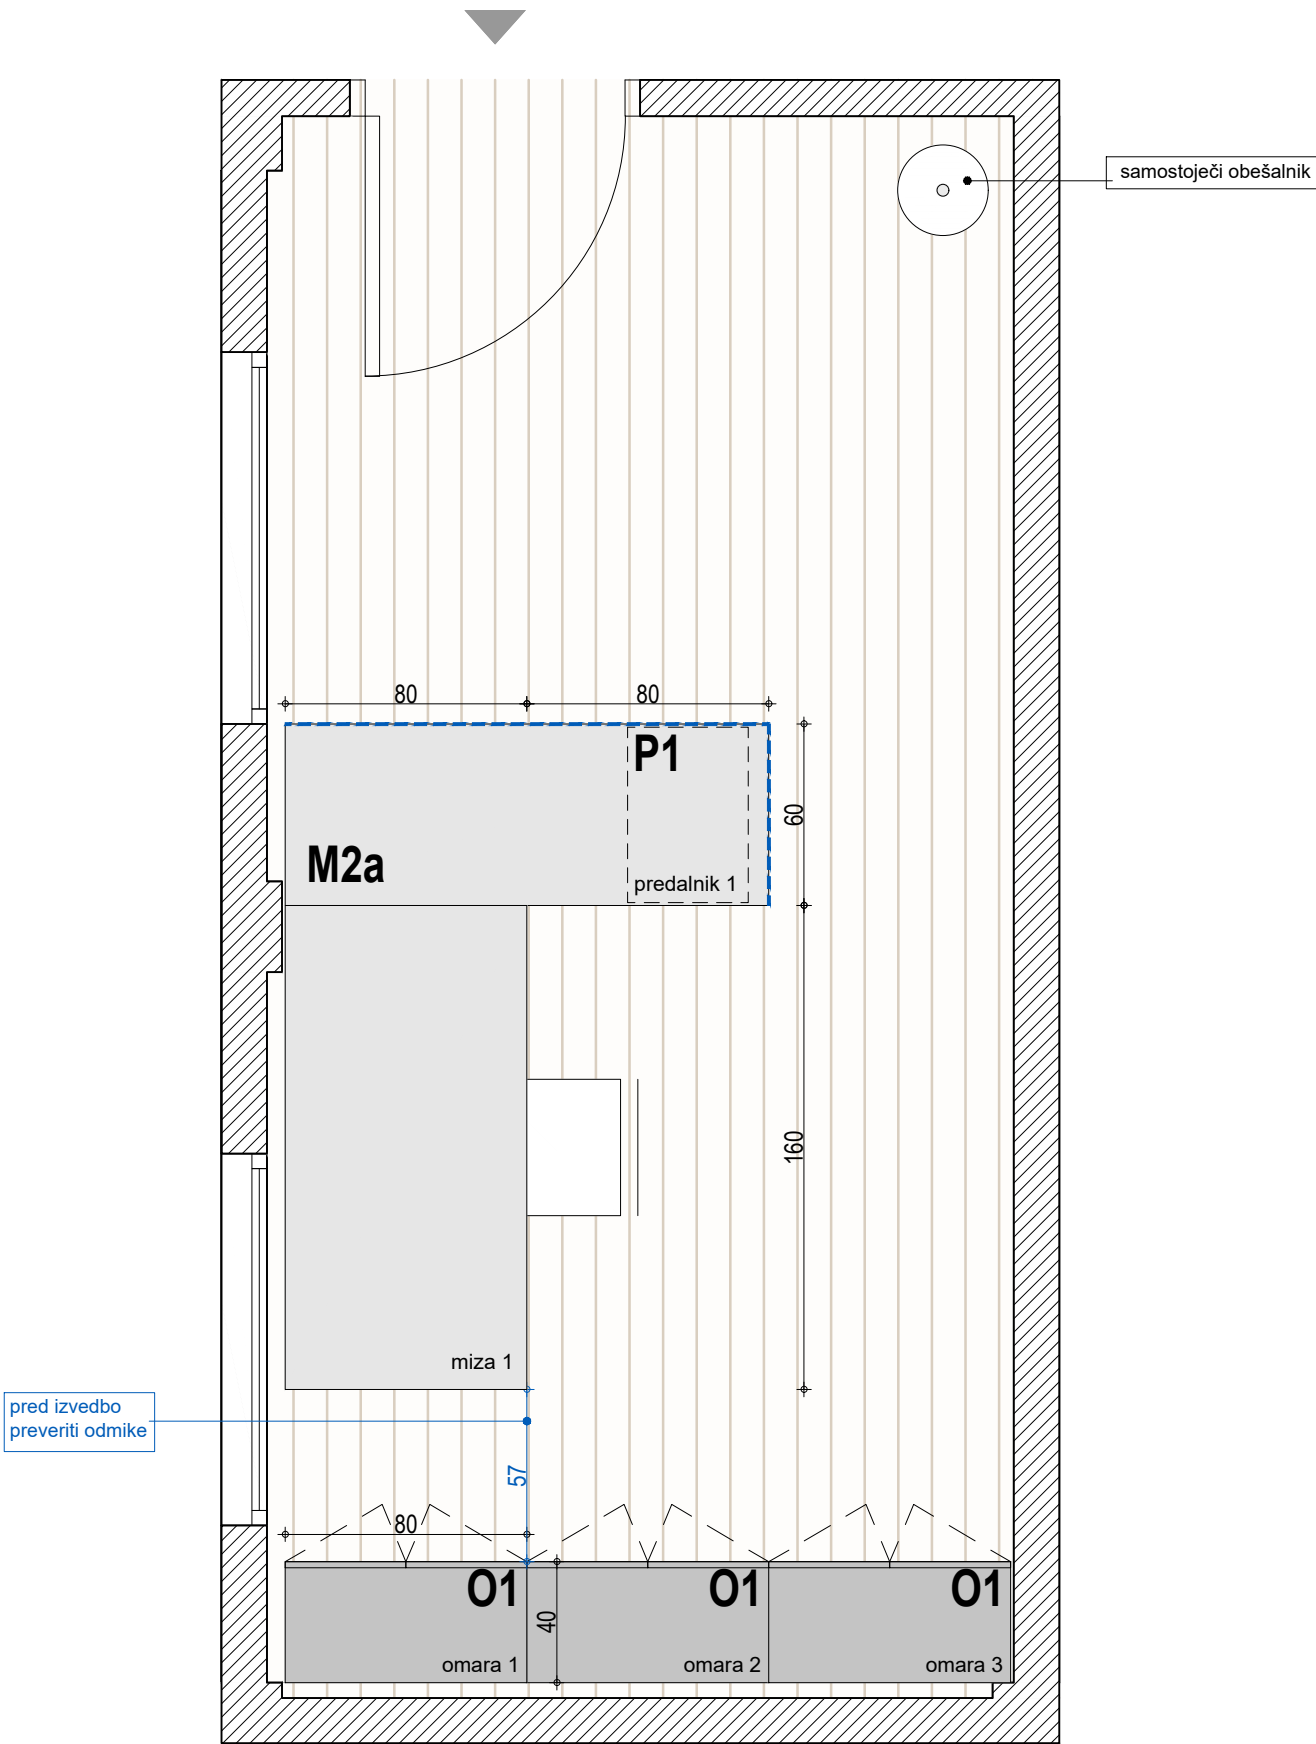 samostoječi obešalnik
80
80
P1
60
M2a
predalnik 1
160
miza 1
pred izvedbo
preveriti odmike
57
80
O1
O1
O1
40
omara 1
omara 2
omara 3